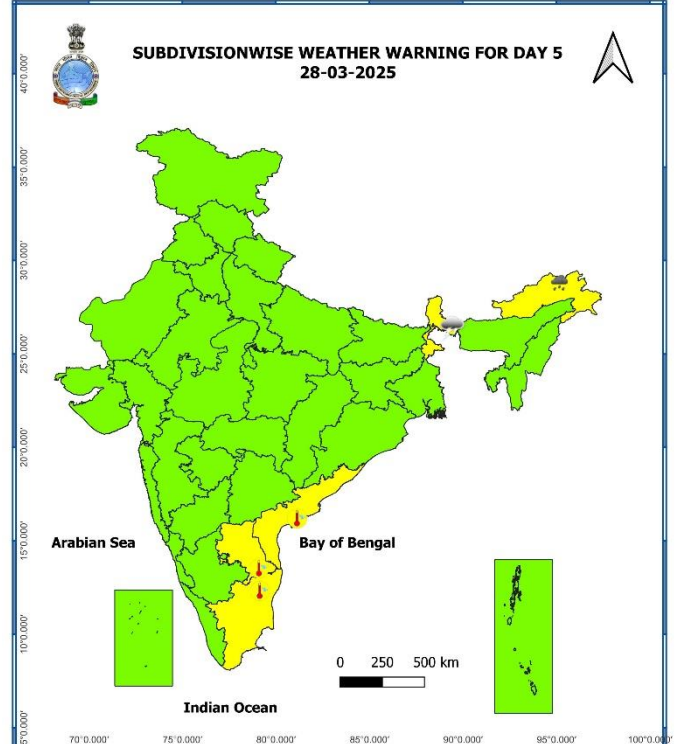 SUBDIVISIONWISE WEATHER WARNING FOR DAY 5
28-03-2025
40°0.000'
35°0.000'
30°0.000'
25°0.000'
20°0.000'
15°0.000'
10°0.000'
5°0.000'
Arabian Sea
Bay of Bengal
0 250 500 km
Indian Ocean
70°0.000' 75°0.000' 80°0.000' 85°0.000' 90°0.000' 95°0.000' 100°0.000'